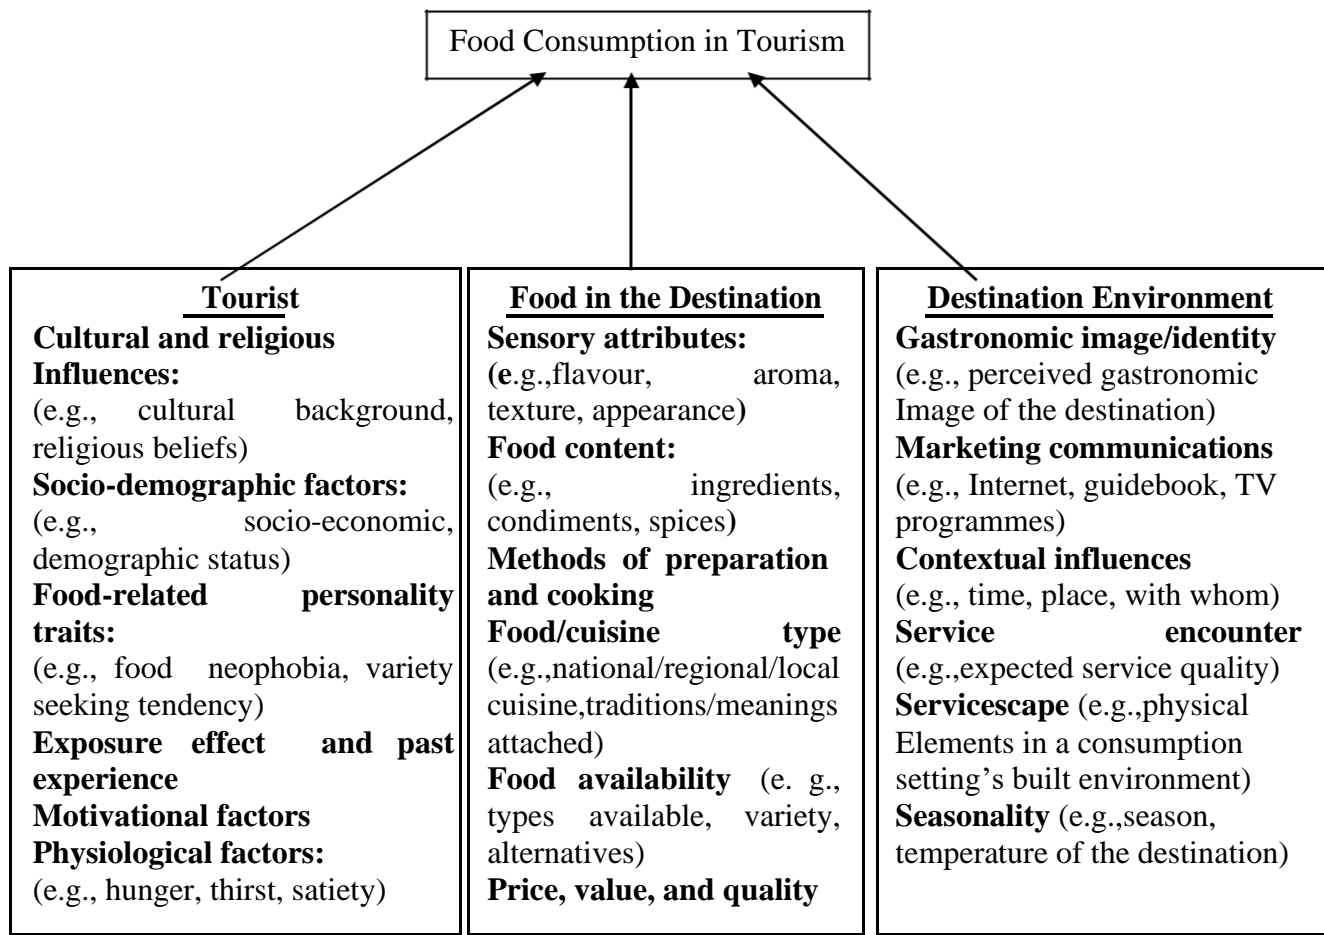 Food Consumption in Tourism
Tourist
Cultural and religious
Influences:
(e.g., cultural background,
religious beliefs)
Socio-demographic factors:
(e.g., socio-economic,
demographic status)
Food-related personality
traits:
(e.g., food neophobia, variety
seeking tendency)
Exposure effect and past
experience
Motivational factors
Physiological factors:
(e.g., hunger, thirst, satiety)
Food in the Destination
Sensory attributes:
(e.g.,flavour, aroma,
texture, appearance)
Food content:
(e.g., ingredients,
condiments, spices)
Methods of preparation
and cooking
Food/cuisine type
(e.g.,national/regional/local
cuisine,traditions/meanings
attached)
Food availability (e. g.,
types available, variety,
alternatives)
Price, value, and quality
Destination Environment
Gastronomic image/identity
(e.g., perceived gastronomic
Image of the destination)
Marketing communications
(e.g., Internet, guidebook, TV
programmes)
Contextual influences
(e.g., time, place, with whom)
Service encounter
(e.g.,expected service quality)
Servicescape (e.g.,physical
Elements in a consumption
setting’s built environment)
Seasonality (e.g.,season,
temperature of the destination)